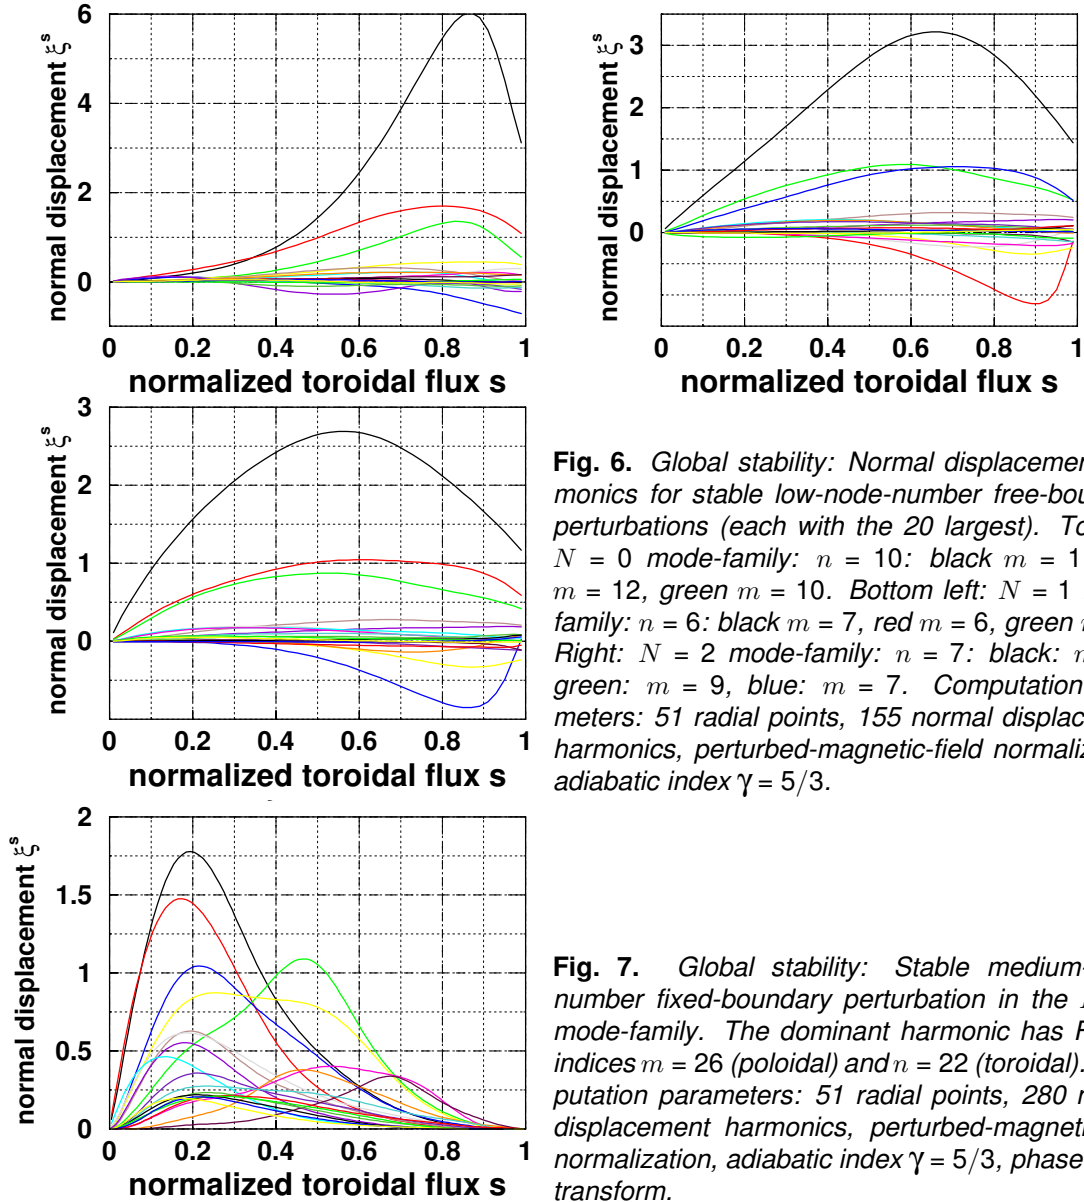 6
4
2
0
normal displacement ξˢ
0 0.2 0.4 0.6 0.8 1
normalized toroidal flux s
3
2
1
0
normal displacement ξˢ
0 0.2 0.4 0.6 0.8 1
normalized toroidal flux s
3
2
1
0
normal displacement ξˢ
0 0.2 0.4 0.6 0.8 1
normalized toroidal flux s
Fig. 6. Global stability: Normal displacemen
monics for stable low-node-number free-bou
perturbations (each with the 20 largest). To
N = 0 mode-family: n = 10: black m = 1
m = 12, green m = 10. Bottom left: N = 1
family: n = 6: black m = 7, red m = 6, green
Right: N = 2 mode-family: n = 7: black:
green: m = 9, blue: m = 7. Computation
meters: 51 radial points, 155 normal displac
harmonics, perturbed-magnetic-field normaliz
adiabatic index γ = 5/3.
2
1.5
1
0.5
0
normal displacement ξˢ
0 0.2 0.4 0.6 0.8 1
normalized toroidal flux s
Fig. 7. Global stability: Stable medium-
number fixed-boundary perturbation in the
mode-family. The dominant harmonic has
indices m = 26 (poloidal) and n = 22 (toroidal).
putation parameters: 51 radial points, 280
displacement harmonics, perturbed-magneti
normalization, adiabatic index γ = 5/3, phase
transform.